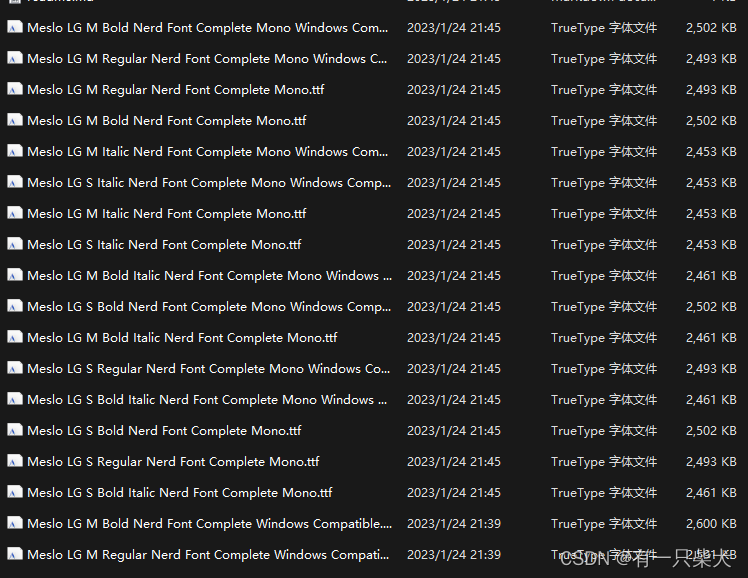 Meslo LG M Bold Nerd Font Complete Mono Windows Com... 2023/1/24 21:45 TrueType 字体文件 2,502 KB
Meslo LG M Regular Nerd Font Complete Mono Windows C... 2023/1/24 21:45 TrueType 字体文件 2,493 KB
Meslo LG M Regular Nerd Font Complete Mono.ttf 2023/1/24 21:45 TrueType 字体文件 2,493 KB
Meslo LG M Bold Nerd Font Complete Mono.ttf 2023/1/24 21:45 TrueType 字体文件 2,502 KB
Meslo LG M Italic Nerd Font Complete Mono Windows Com... 2023/1/24 21:45 TrueType 字体文件 2,453 KB
Meslo LG S Italic Nerd Font Complete Mono Windows Comp... 2023/1/24 21:45 TrueType 字体文件 2,453 KB
Meslo LG M Italic Nerd Font Complete Mono.ttf 2023/1/24 21:45 TrueType 字体文件 2,453 KB
Meslo LG S Italic Nerd Font Complete Mono.ttf 2023/1/24 21:45 TrueType 字体文件 2,453 KB
Meslo LG M Bold Italic Nerd Font Complete Mono Windows ... 2023/1/24 21:45 TrueType 字体文件 2,461 KB
Meslo LG S Bold Nerd Font Complete Mono Windows Comp... 2023/1/24 21:45 TrueType 字体文件 2,502 KB
Meslo LG M Bold Italic Nerd Font Complete Mono.ttf 2023/1/24 21:45 TrueType 字体文件 2,461 KB
Meslo LG S Regular Nerd Font Complete Mono Windows Co... 2023/1/24 21:45 TrueType 字体文件 2,493 KB
Meslo LG S Bold Italic Nerd Font Complete Mono Windows ... 2023/1/24 21:45 TrueType 字体文件 2,461 KB
Meslo LG S Bold Nerd Font Complete Mono.ttf 2023/1/24 21:45 TrueType 字体文件 2,502 KB
Meslo LG S Regular Nerd Font Complete Mono.ttf 2023/1/24 21:45 TrueType 字体文件 2,493 KB
Meslo LG S Bold Italic Nerd Font Complete Mono.ttf 2023/1/24 21:45 TrueType 字体文件 2,461 KB
Meslo LG M Bold Nerd Font Complete Windows Compatible.... 2023/1/24 21:39 TrueType 字体文件 2,600 KB
Meslo LG M Regular Nerd Font Complete Windows Compati... 2023/1/24 21:39 TrueType 字体文件 KB
CSDN @有一只柴犬